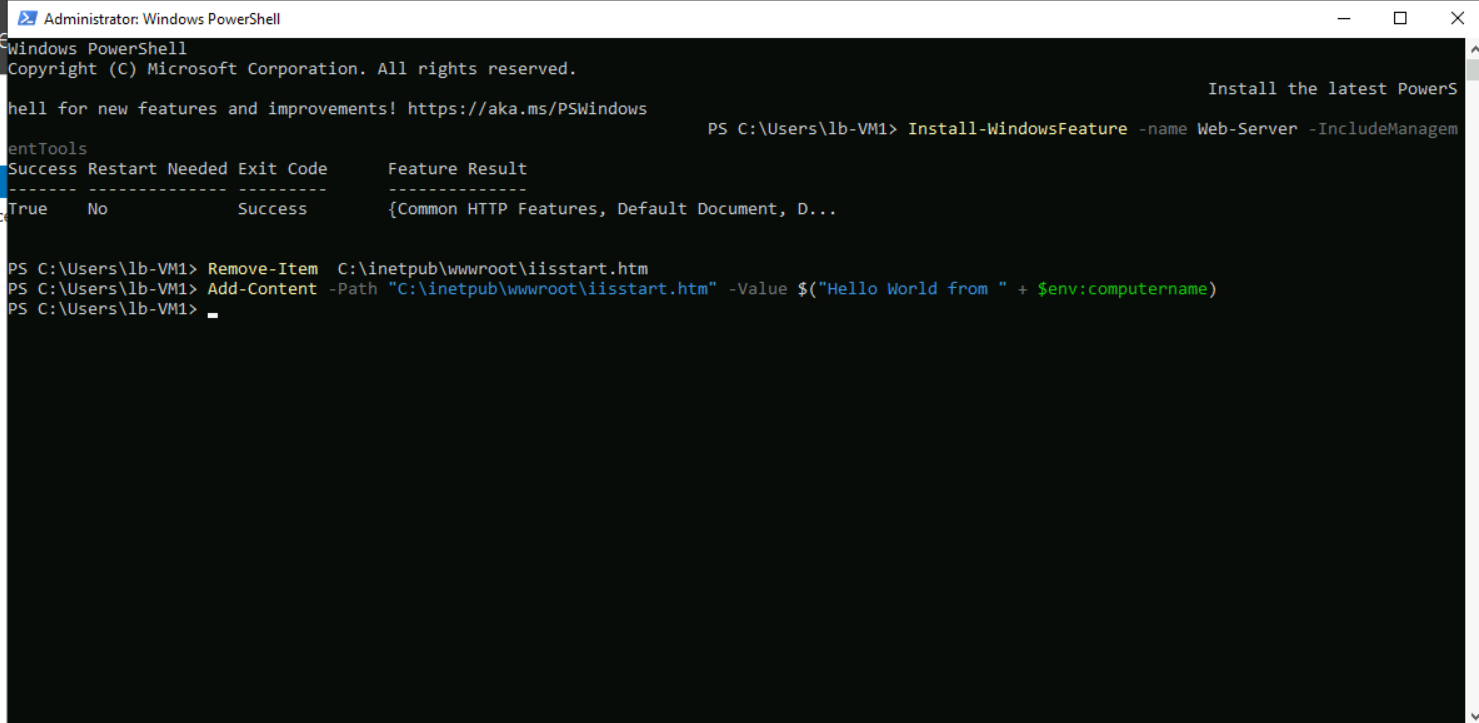 Administrator: Windows PowerShell
Windows PowerShell
Copyright (C) Microsoft Corporation. All rights reserved.
Install the latest PowerS
hell for new features and improvements! https://aka.ms/PSWindows
PS C:\Users\lb-VM1> Install-WindowsFeature -name Web-Server -IncludeManagem
entTools
Success Restart Needed Exit Code      Feature Result
------- -------------- ---------      --------------
True    No             Success        {Common HTTP Features, Default Document, D...
PS C:\Users\lb-VM1> Remove-Item  C:\inetpub\wwwroot\iisstart.htm
PS C:\Users\lb-VM1> Add-Content -Path "C:\inetpub\wwwroot\iisstart.htm" -Value $("Hello World from " + $env:computername)
PS C:\Users\lb-VM1>